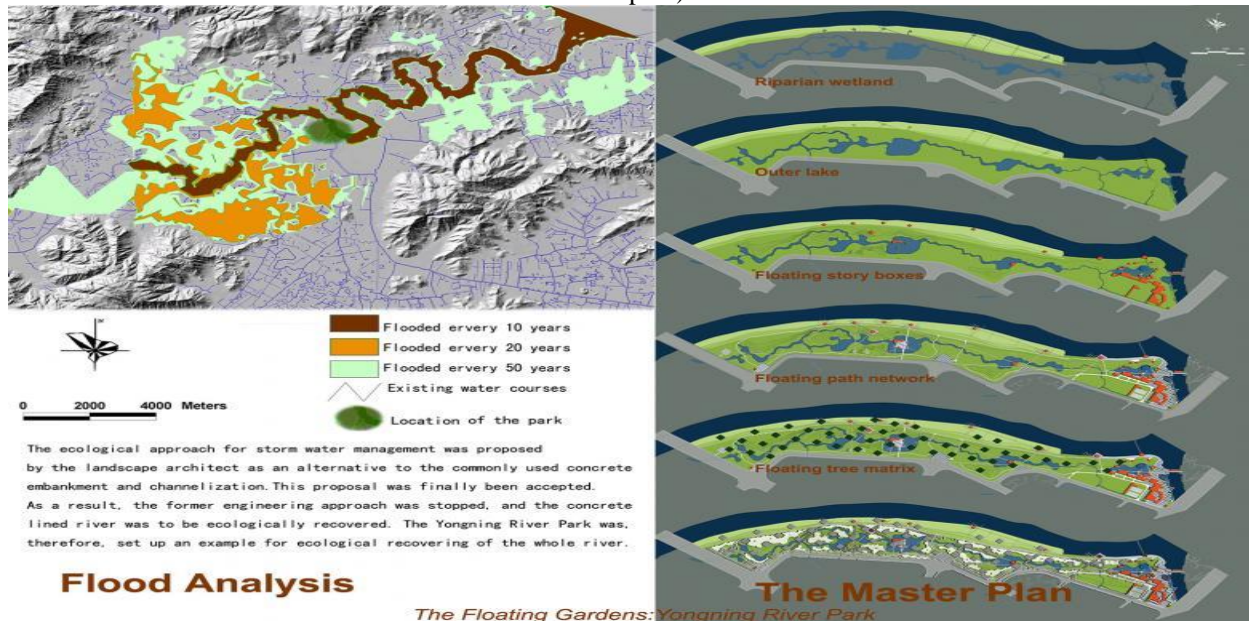 Flooded ervery 10 years
Flooded ervery 20 years
Flooded ervery 50 years
Existing water courses
0 2000 4000 Meters
Location of the park
The ecological approach for storm water management was proposed
by the landscape architect as an alternative to the commonly used concrete
embankment and channelization. This proposal was finally been accepted.
As a result, the former engineering approach was stopped, and the concrete
lined river was to be ecologically recovered. The Yongning River Park was,
therefore, set up an example for ecological recovering of the whole river.
Flood Analysis
Riparian wetland
Outer lake
Floating story boxes
Floating path network
Floating tree matrix
The Master Plan
The Floating Gardens:Yongning River Park